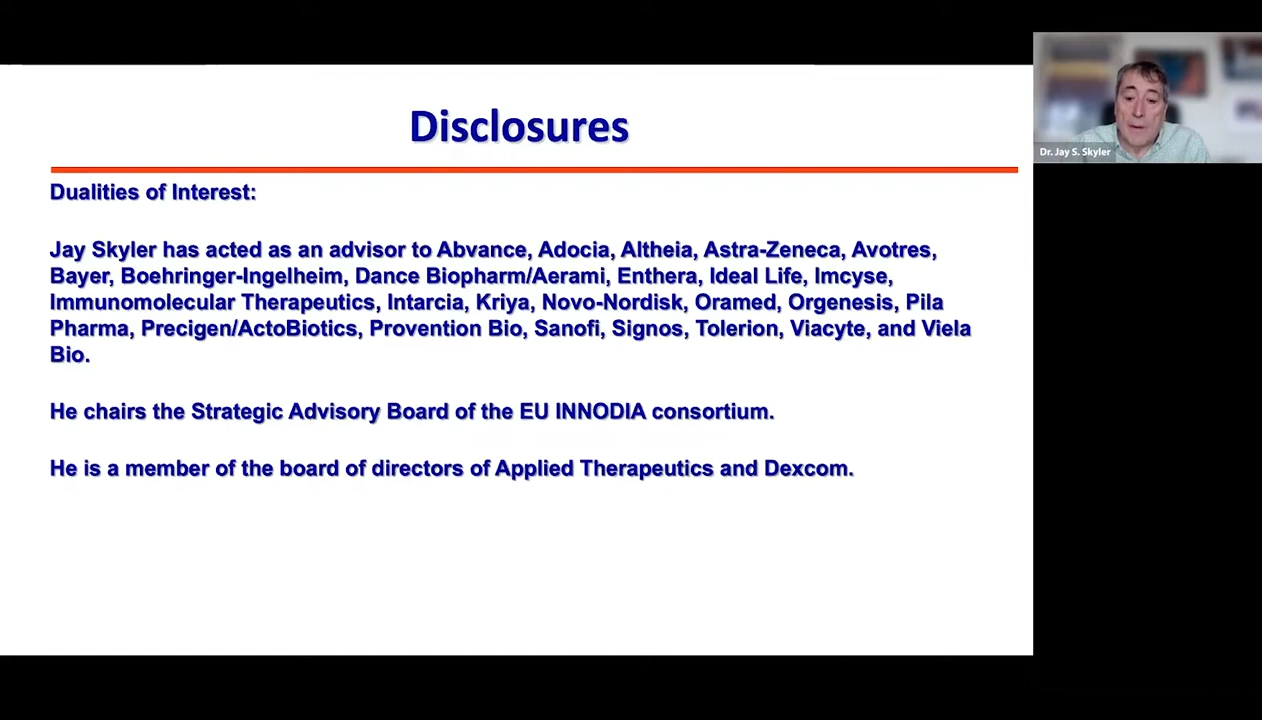 Disclosures
Dualities of Interest:
Jay Skyler has acted as an advisor to Abvance, Adocia, Altheia, Astra-Zeneca, Avotres,
Bayer, Boehringer-Ingelheim, Dance Biopharm/Aerami, Enthera, Ideal Life, Imcyse,
Immunomolecular Therapeutics, Intarcia, Kriya, Novo-Nordisk, Oramed, Orgenesis, Pila
Pharma, Precigen/ActoBiotics, Provention Bio, Sanofi, Signos, Tolerion, Viacyte, and Viela
Bio.
He chairs the Strategic Advisory Board of the EU INNODIA consortium.
He is a member of the board of directors of Applied Therapeutics and Dexcom.
Dr. Jay S. Skyler